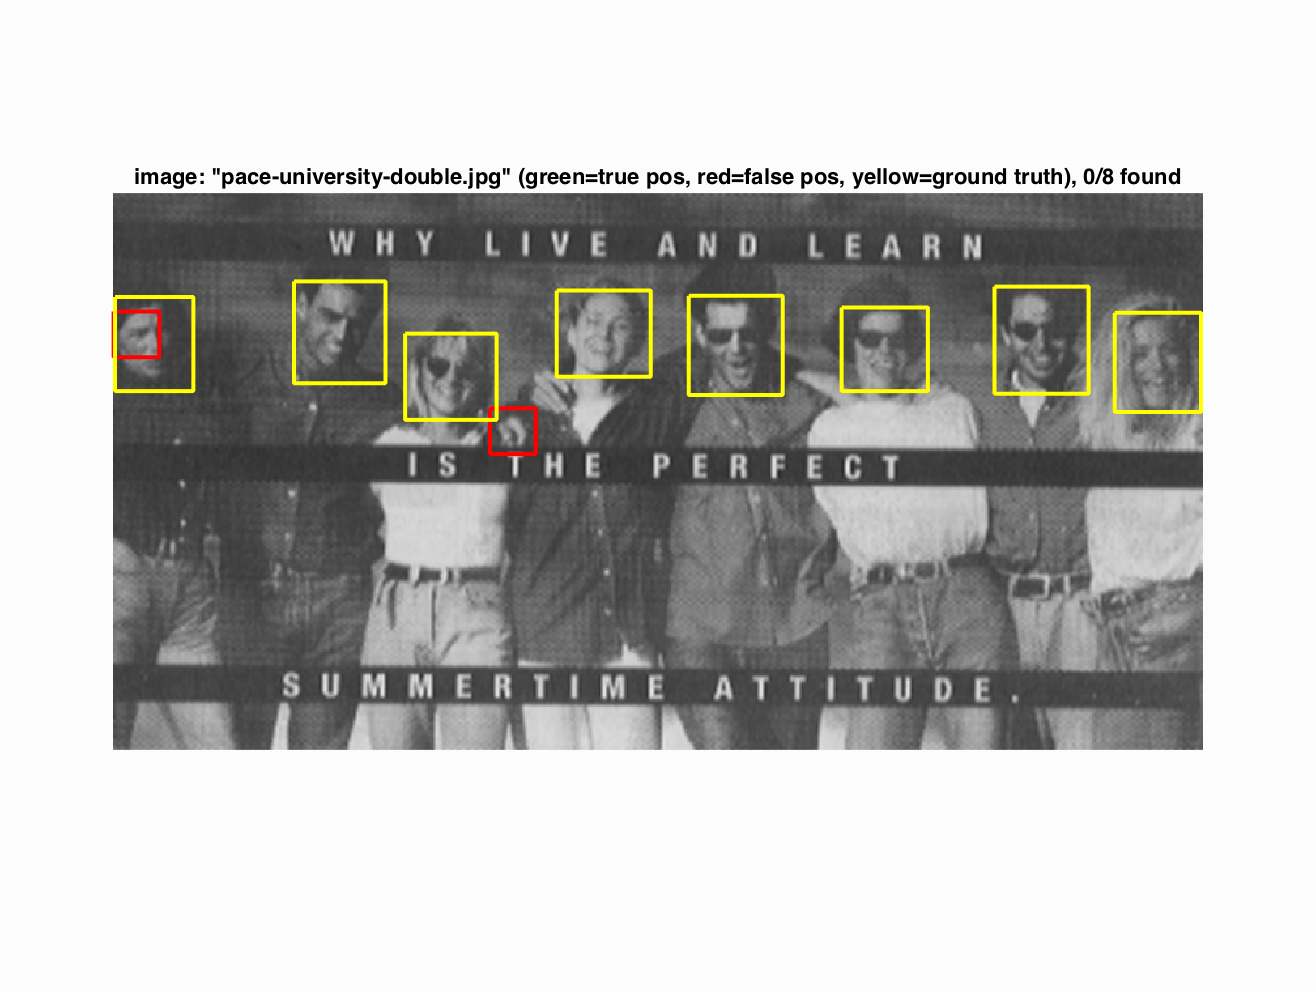 image: "pace-university-double.jpg" (green=true pos, red=false pos, yellow=ground truth), 0/8 found
WHY LIVE AND LEARN
IS THE PERFECT
SUMMERTIME ATTITUDE.